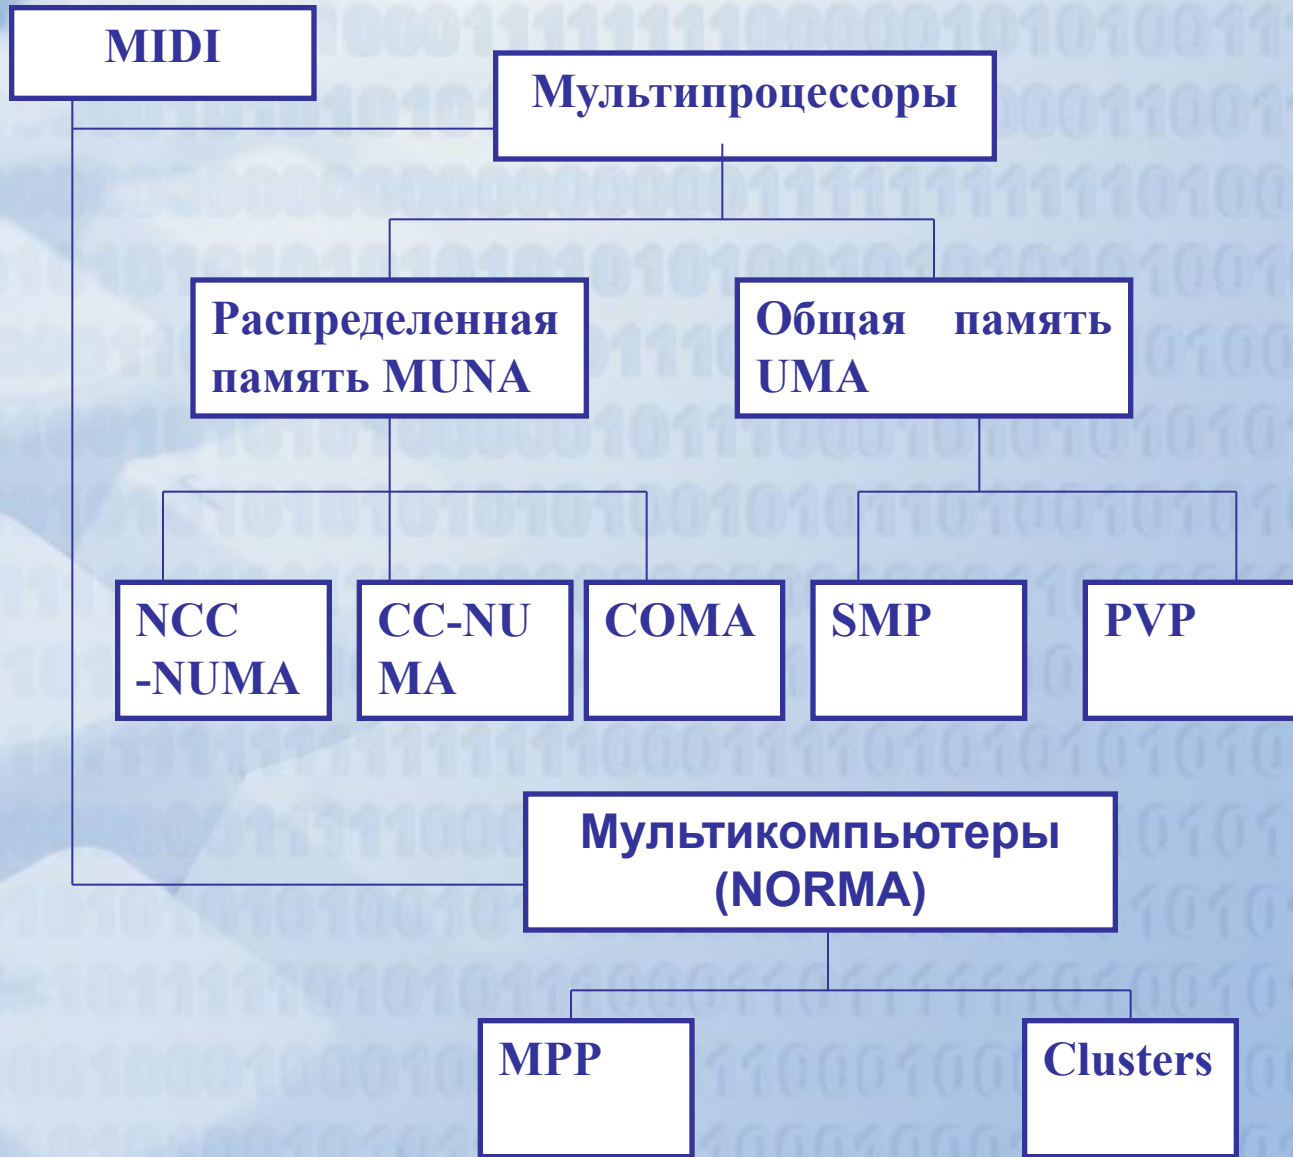 MIDI
Мультипроцессоры
Распределенная
память MUNA
Общая память
UMA
NCC
-NUMA
CC-NU
MA
COMA
SMP
PVP
Мультикомпьютеры
(NORMA)
MPP
Clusters